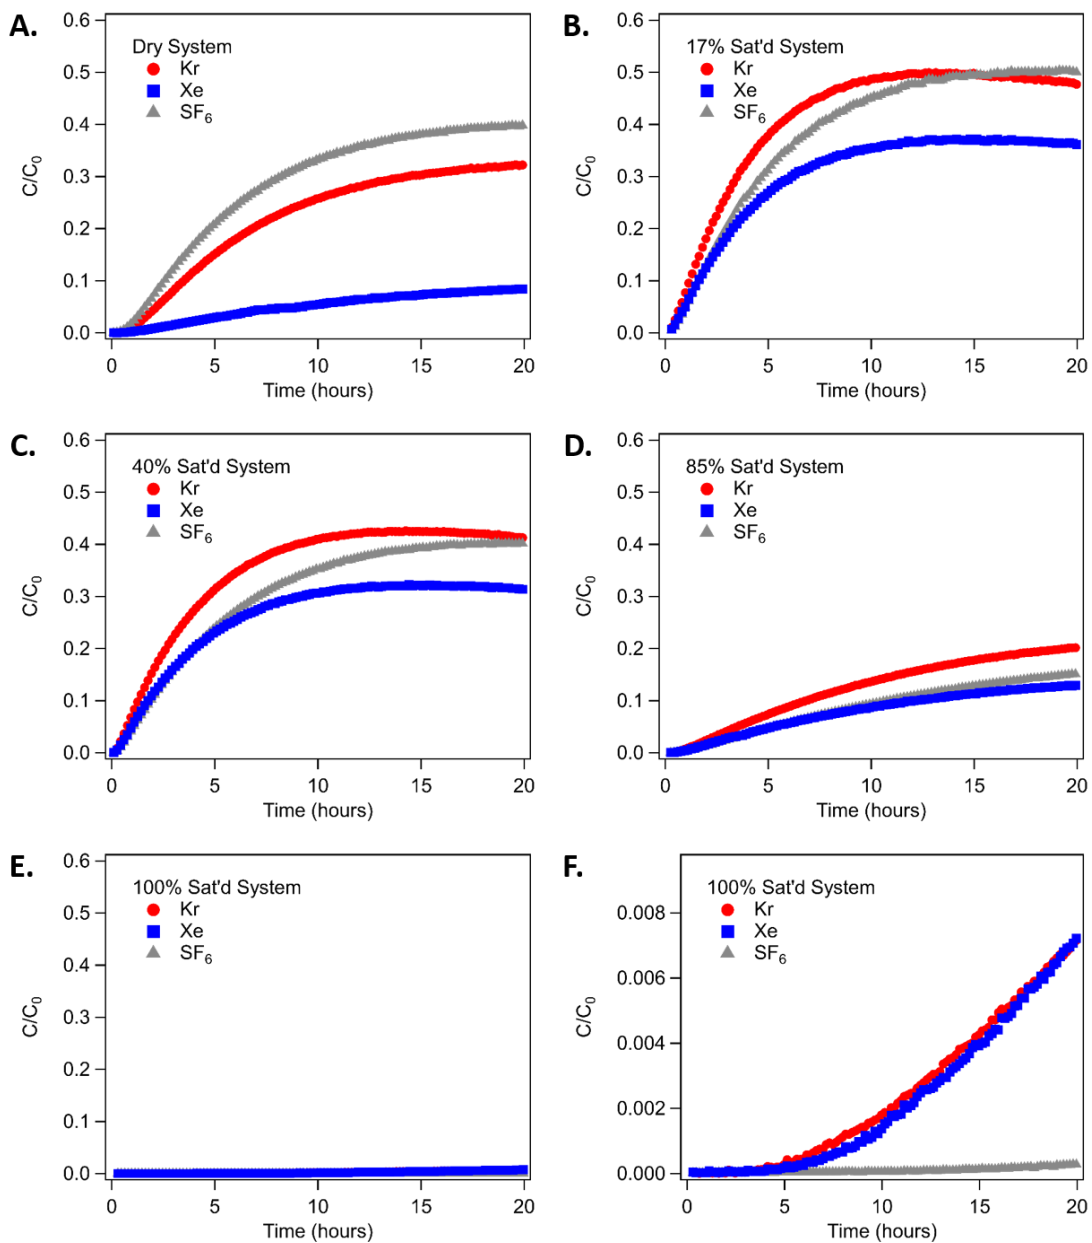 A.
0.6
0.5
0.4
0.3
0.2
0.1
0.0
C/C0
Dry System
Kr
Xe
SF6
0 5 10 15 20
Time (hours)
B.
0.6
0.5
0.4
0.3
0.2
0.1
0.0
C/C0
17% Sat'd System
Kr
Xe
SF6
0 5 10 15 20
Time (hours)
C.
0.6
0.5
0.4
0.3
0.2
0.1
0.0
C/C0
40% Sat'd System
Kr
Xe
SF6
0 5 10 15 20
Time (hours)
D.
0.6
0.5
0.4
0.3
0.2
0.1
0.0
C/C0
85% Sat'd System
Kr
Xe
SF6
0 5 10 15 20
Time (hours)
E.
0.6
0.5
0.4
0.3
0.2
0.1
0.0
C/C0
100% Sat'd System
Kr
Xe
SF6
0 5 10 15 20
Time (hours)
F.
0.008
0.006
0.004
0.002
0.000
C/C0
100% Sat'd System
Kr
Xe
SF6
0 5 10 15 20
Time (hours)